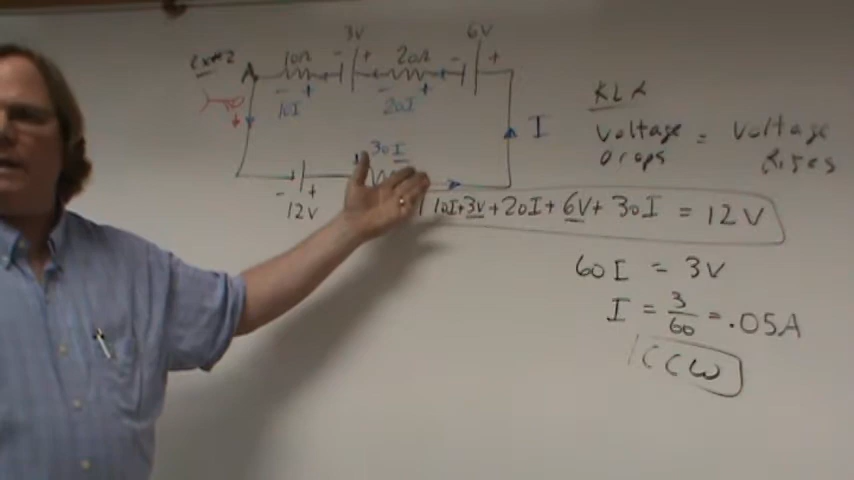 ex#2
3V
6V
10Ω
- +
20Ω
- +
A
- +
10I
- +
20I
I
30I
- +
12V
KLR
Voltage Drops = Voltage Rises
10I+3V+20I+6V+30I = 12V
60I = 3V
I = 3/60 = .05A
CCW